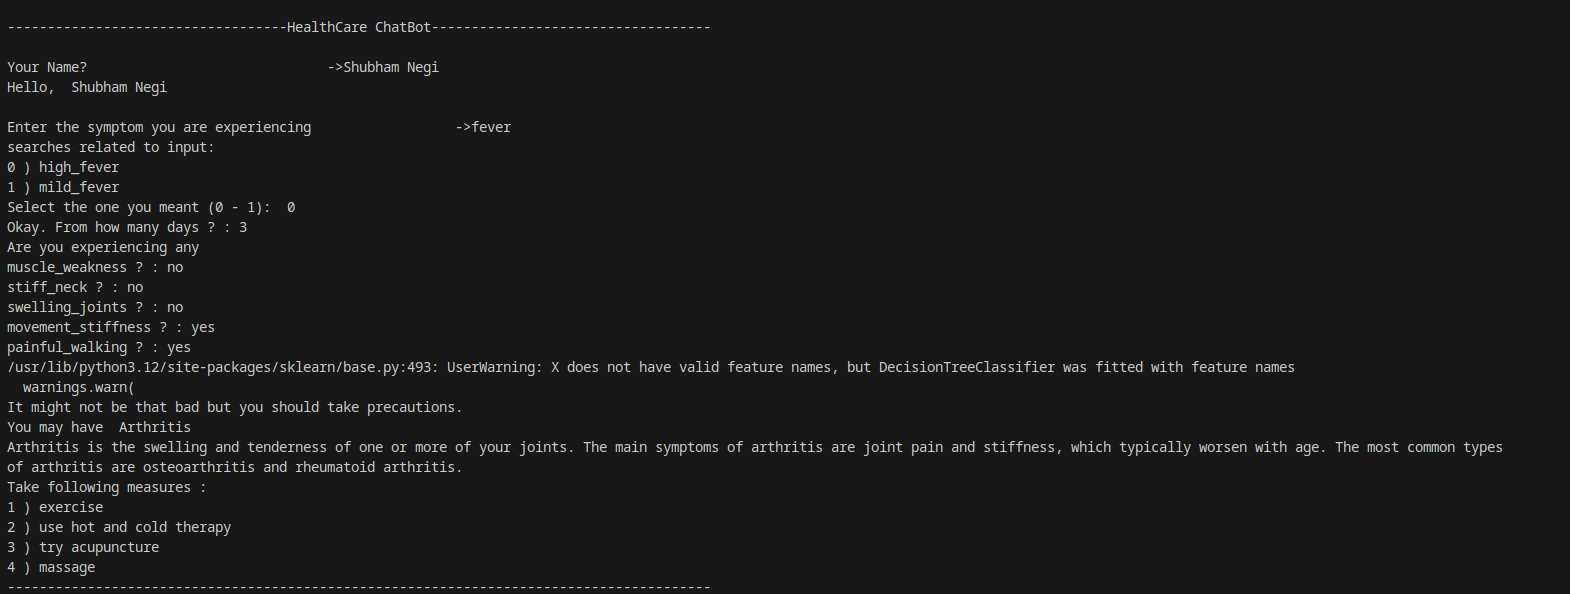 -----------------------------------HealthCare ChatBot-----------------------------------
Your Name? ->Shubham Negi
Hello,  Shubham Negi
Enter the symptom you are experiencing ->fever
searches related to input:
0 ) high_fever
1 ) mild_fever
Select the one you meant (0 - 1):  0
Okay. From how many days ? : 3
Are you experiencing any
muscle_weakness ? : no
stiff_neck ? : no
swelling_joints ? : no
movement_stiffness ? : yes
painful_walking ? : yes
/usr/lib/python3.12/site-packages/sklearn/base.py:493: UserWarning: X does not have valid feature names, but DecisionTreeClassifier was fitted with feature names
  warnings.warn(
It might not be that bad but you should take precautions.
You may have  Arthritis
Arthritis is the swelling and tenderness of one or more of your joints. The main symptoms of arthritis are joint pain and stiffness, which typically worsen with age. The most common types
of arthritis are osteoarthritis and rheumatoid arthritis.
Take following measures :
1 ) exercise
2 ) use hot and cold therapy
3 ) try acupuncture
4 ) massage
----------------------------------------------------------------------------------------